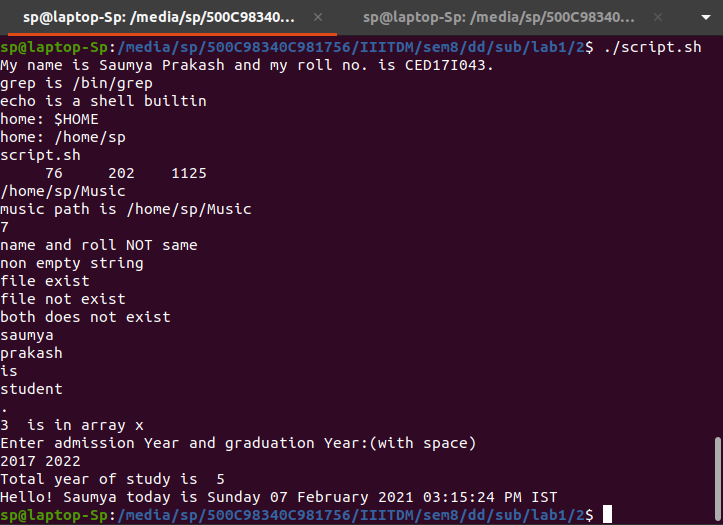 sp@laptop-Sp: /media/sp/500C98340... × sp@laptop-Sp: /media/sp/500C98340... ×
sp@laptop-Sp:/media/sp/500C98340C981756/IIITDM/sem8/dd/sub/lab1/2$ ./script.sh
My name is Saumya Prakash and my roll no. is CED17I043.
grep is /bin/grep
echo is a shell builtin
home: $HOME
home: /home/sp
script.sh
     76     202    1125
/home/sp/Music
music path is /home/sp/Music
7
name and roll NOT same
non empty string
file exist
file not exist
both does not exist
saumya
prakash
is
student
.
3  is in array x
Enter admission Year and graduation Year:(with space)
2017 2022
Total year of study is  5
Hello! Saumya today is Sunday 07 February 2021 03:15:24 PM IST
sp@laptop-Sp:/media/sp/500C98340C981756/IIITDM/sem8/dd/sub/lab1/2$